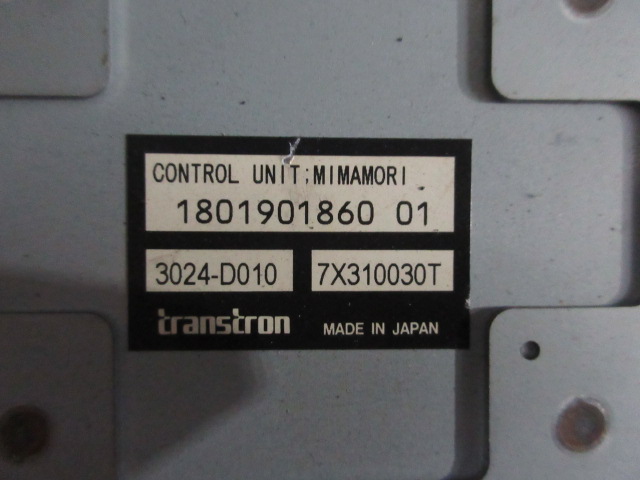 CONTROL UNIT;MIMAMORI
1801901860 01
3024-D010 7X310030T
transtron MADE IN JAPAN